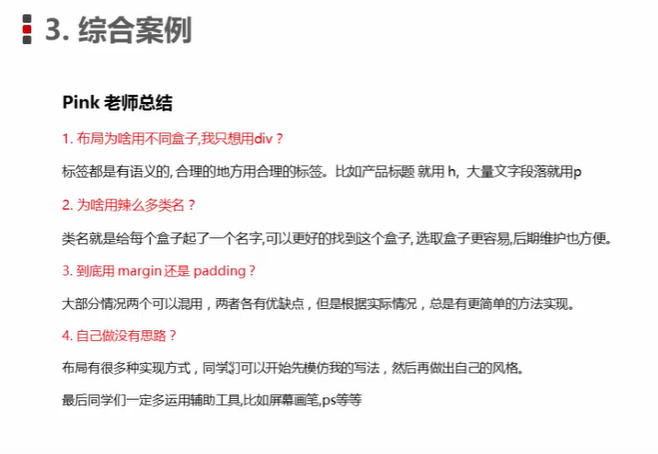 3. 综合案例
Pink 老师总结
1. 布局为啥用不同盒子,我只想用div？
标签都是有语义的, 合理的地方用合理的标签。比如产品标题 就用 h, 大量文字段落就用p
2. 为啥用辣么多类名？
类名就是给每个盒子起了一个名字,可以更好的找到这个盒子, 选取盒子更容易,后期维护也方便。
3. 到底用 margin 还是 padding？
大部分情况两个可以混用，两者各有优缺点，但是根据实际情况，总是有更简单的方法实现。
4. 自己做没有思路？
布局有很多种实现方式，同学们可以开始先模仿我的写法，然后再做出自己的风格。
最后同学们一定多运用辅助工具,比如屏幕画笔,ps等等